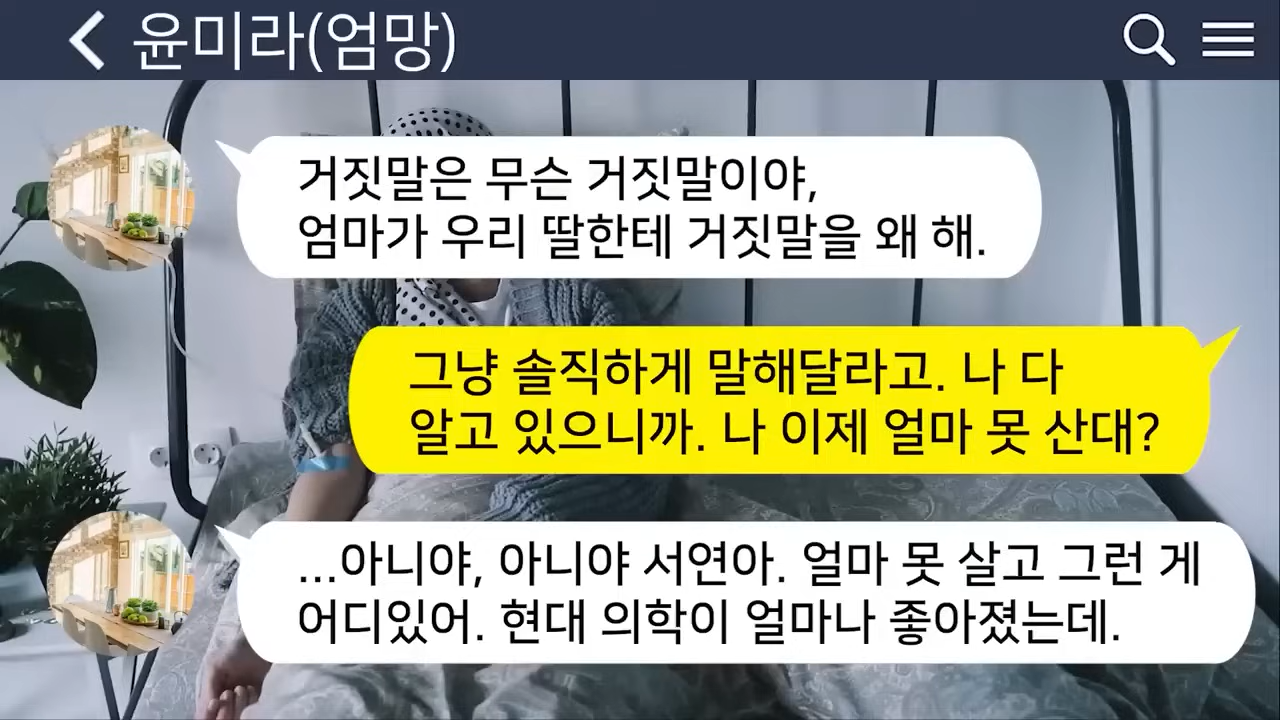 윤미라(엄망)
거짓말은 무슨 거짓말이야,
엄마가 우리 딸한테 거짓말을 왜 해.
그냥 솔직하게 말해달라고. 나 다
알고 있으니까. 나 이제 얼마 못 산대?
...아니야, 아니야 서연아. 얼마 못 살고 그런 게
어디있어. 현대 의학이 얼마나 좋아졌는데.